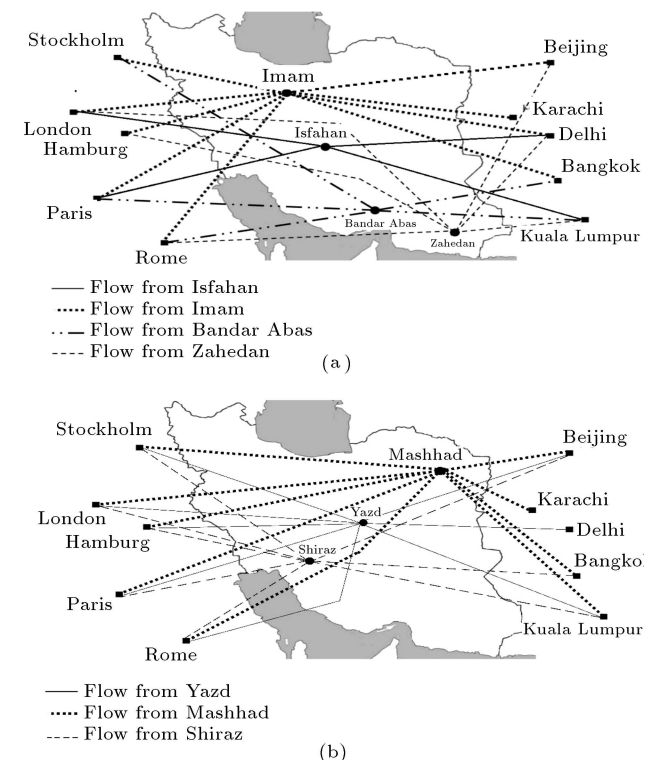 Stockholm
Beijing
Imam
Karachi
London
Isfahan
Delhi
Hamburg
Bangkok
Paris
Bandar Abas
Kuala Lumpur
Zahedan
Rome
Flow from Isfahan
Flow from Imam
Flow from Bandar Abas
Flow from Zahedan
(a)
Stockholm
Beijing
Mashhad
Karachi
London
Yazd
Delhi
Hamburg
Shiraz
Bangkol
Paris
Kuala Lumpur
Rome
Flow from Yazd
Flow from Mashhad
Flow from Shiraz
(b)